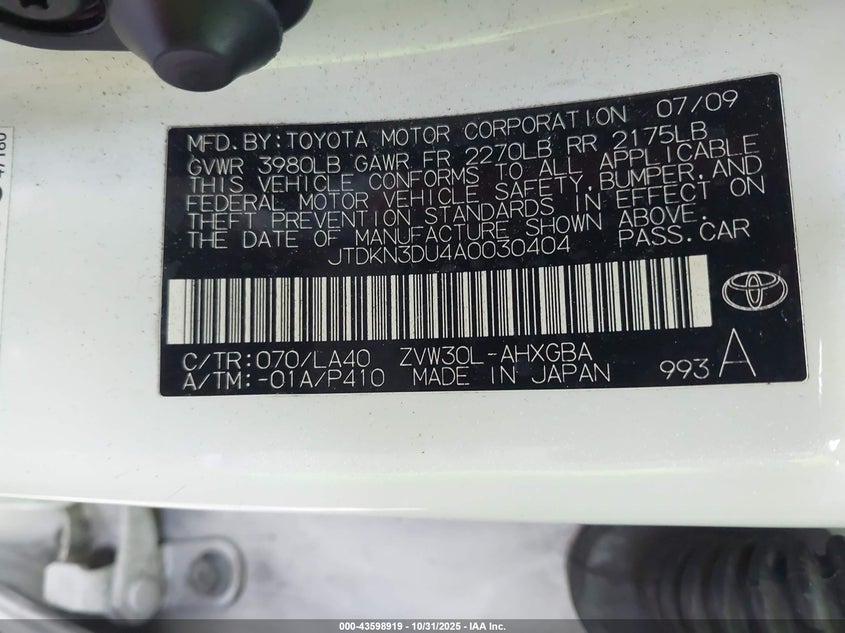 MFD.BY:TOYOTA MOTOR CORPORATION 07/09
GVWR 3980LB GAWR FR 2270LB RR 2175LB
THIS VEHICLE CONFORMS TO ALL APPLICABLE
FEDERAL MOTOR VEHICLE SAFETY,BUMPER,AND
THEFT PREVENTION STANDARDS IN EFFECT ON
THE DATE OF MANUFACTURE SHOWN ABOVE.
JTDKN3DU4A0030404 PASS.CAR
C/TR:070/LA40 ZVW30L-AHXGBA
A/TM:-01A/P410 MADE IN JAPAN 993 A
47160
000-43598919 - 10/31/2025 - IAA Inc.